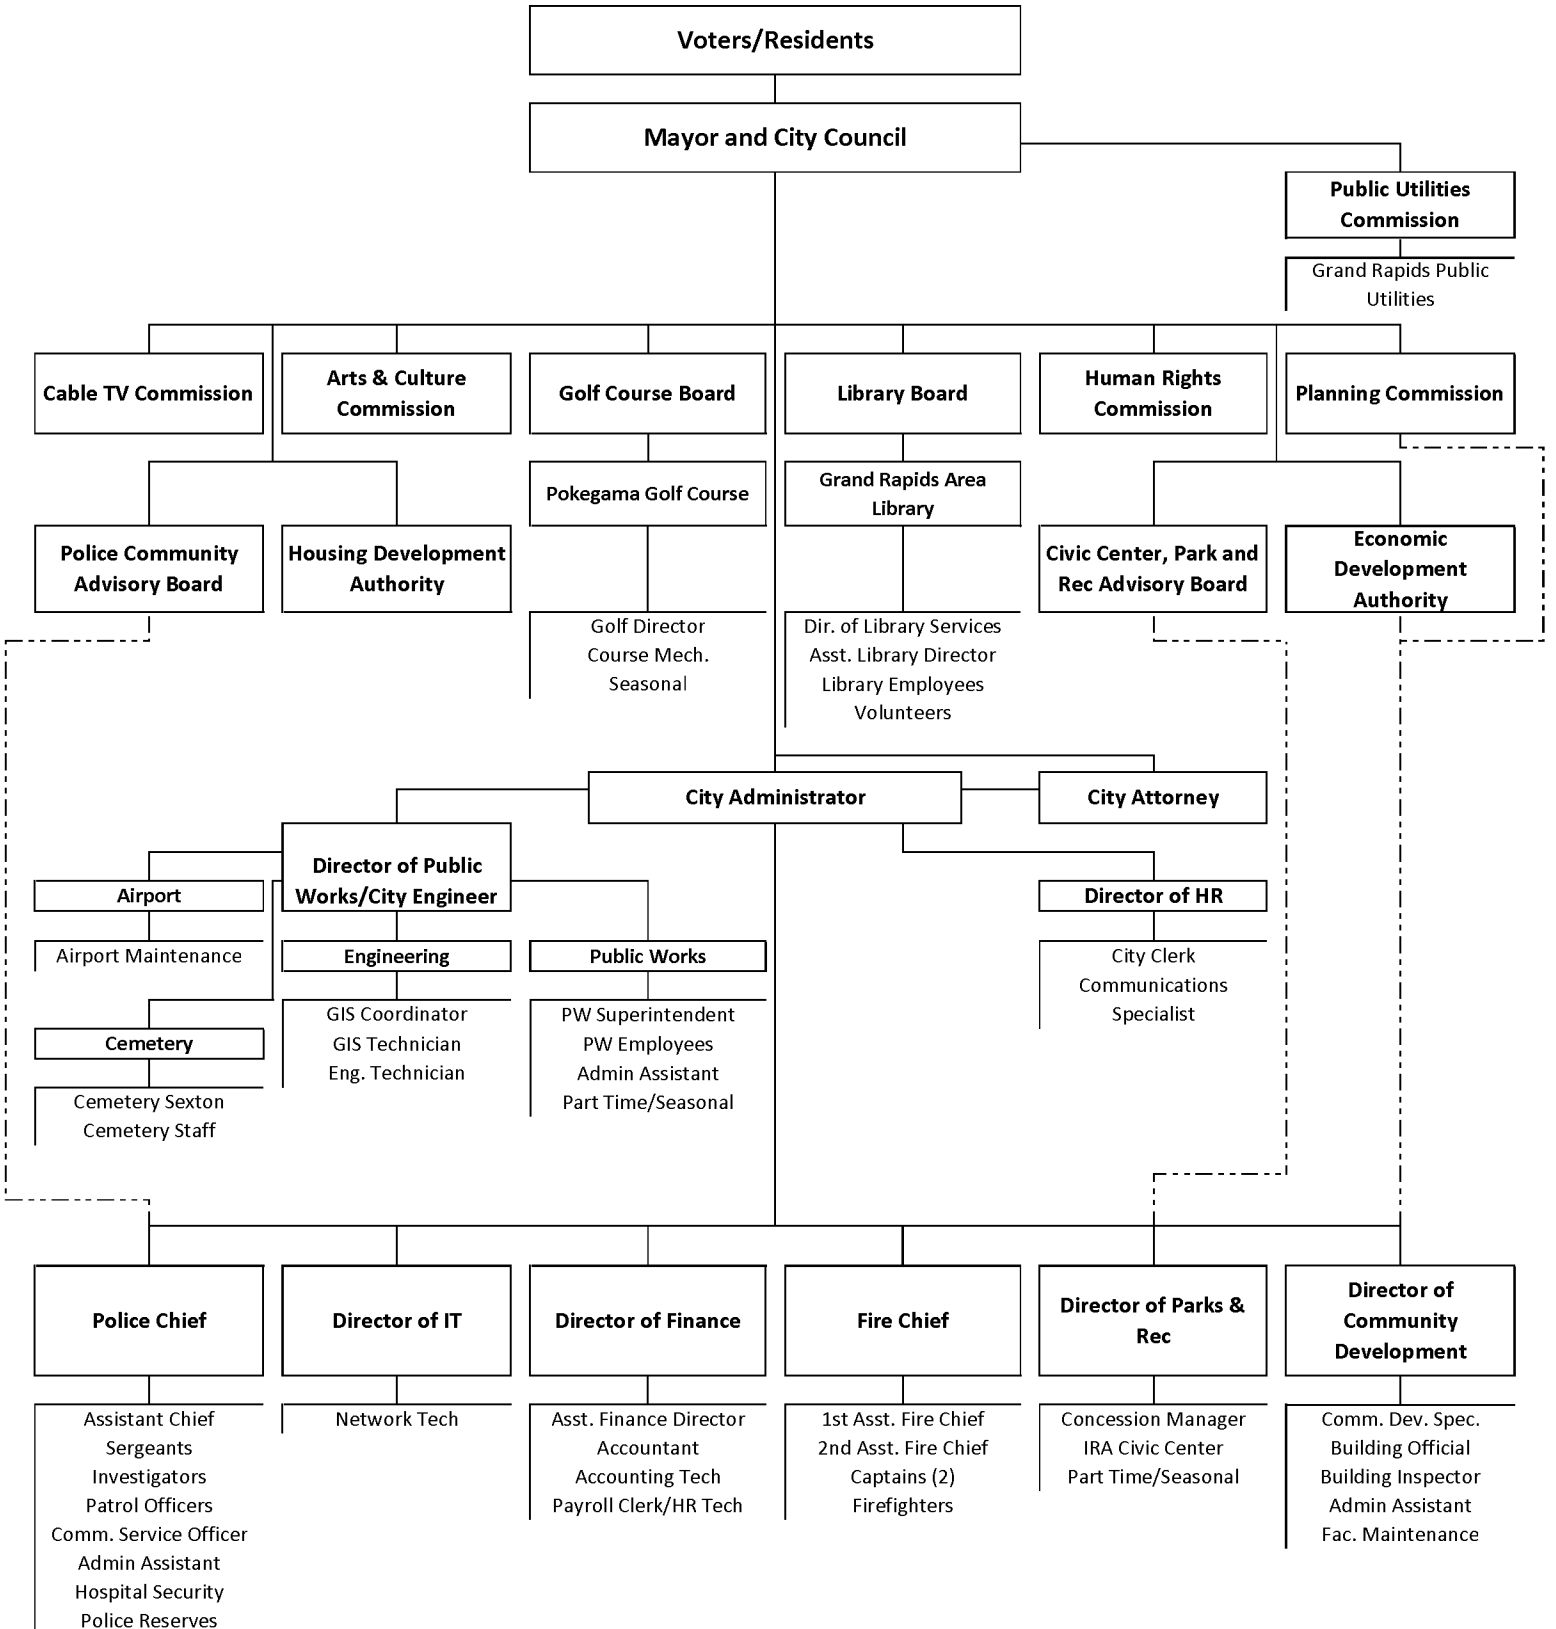 Voters/Residents
Mayor and City Council
Public Utilities
Commission
Grand Rapids Public
Utilities
Cable TV Commission
Arts & Culture
Commission
Golf Course Board
Library Board
Human Rights
Commission
Planning Commission
Pokegama Golf Course
Grand Rapids Area
Library
Police Community
Advisory Board
Housing Development
Authority
Civic Center, Park and
Rec Advisory Board
Economic
Development
Authority
Golf Director
Course Mech.
Seasonal
Dir. of Library Services
Asst. Library Director
Library Employees
Volunteers
City Administrator
City Attorney
Director of Public
Works/City Engineer
Airport
Airport Maintenance
Engineering
Public Works
Director of HR
City Clerk
Communications
Specialist
GIS Coordinator
GIS Technician
Eng. Technician
PW Superintendent
PW Employees
Admin Assistant
Part Time/Seasonal
Cemetery
Cemetery Sexton
Cemetery Staff
Police Chief
Director of IT
Director of Finance
Fire Chief
Director of Parks &
Rec
Director of
Community
Development
Assistant Chief
Sergeants
Investigators
Patrol Officers
Comm. Service Officer
Admin Assistant
Hospital Security
Police Reserves
Network Tech
Asst. Finance Director
Accountant
Accounting Tech
Payroll Clerk/HR Tech
1st Asst. Fire Chief
2nd Asst. Fire Chief
Captains (2)
Firefighters
Concession Manager
IRA Civic Center
Part Time/Seasonal
Comm. Dev. Spec.
Building Official
Building Inspector
Admin Assistant
Fac. Maintenance